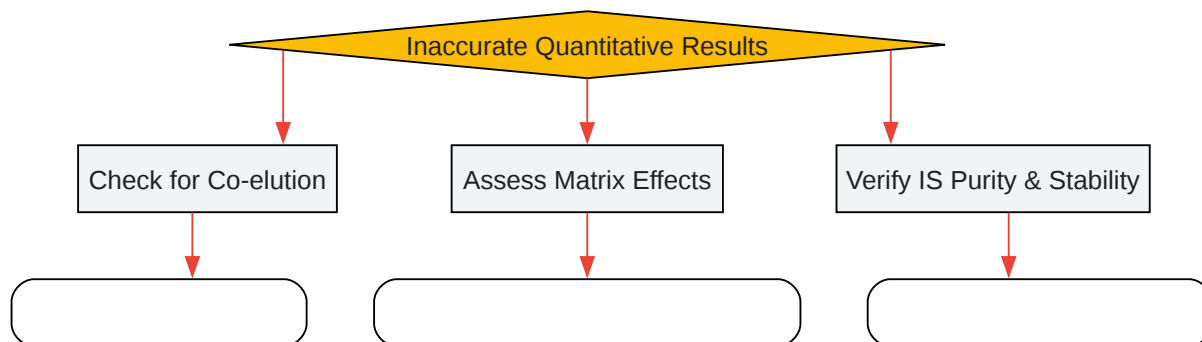 Inaccurate Quantitative Results
Check for Co-elution
Assess Matrix Effects
Verify IS Purity & Stability